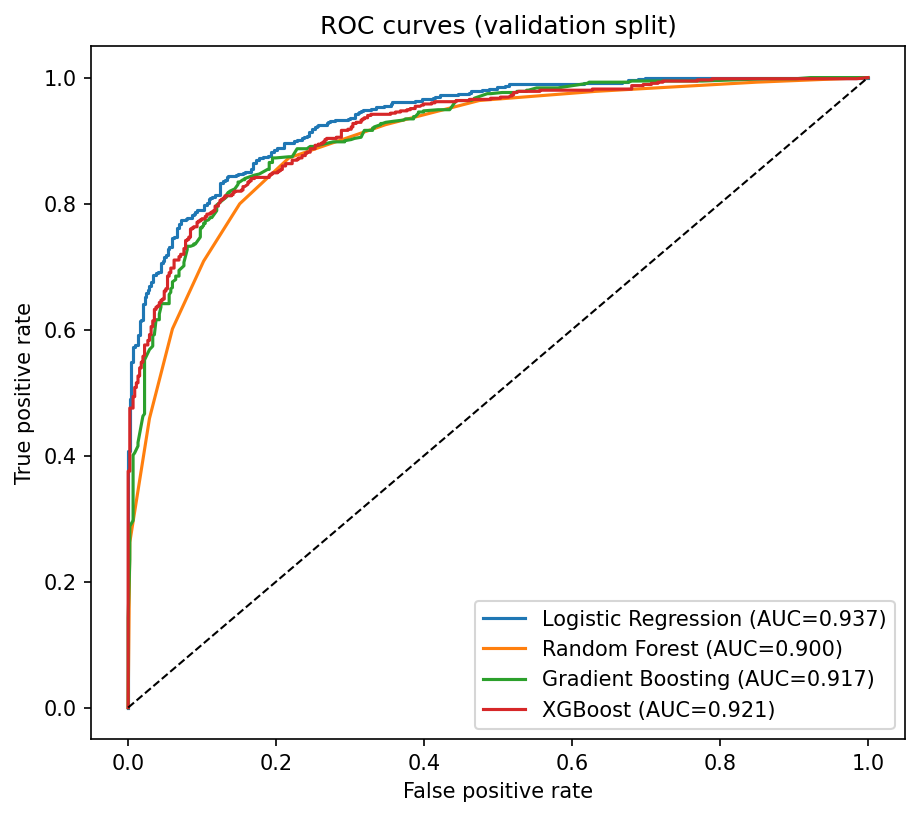 ROC curves (validation split)
True positive rate
1.0
0.8
0.6
0.4
0.2
0.0
Logistic Regression (AUC=0.937)
Random Forest (AUC=0.900)
Gradient Boosting (AUC=0.917)
XGBoost (AUC=0.921)
0.0 0.2 0.4 0.6 0.8 1.0
False positive rate